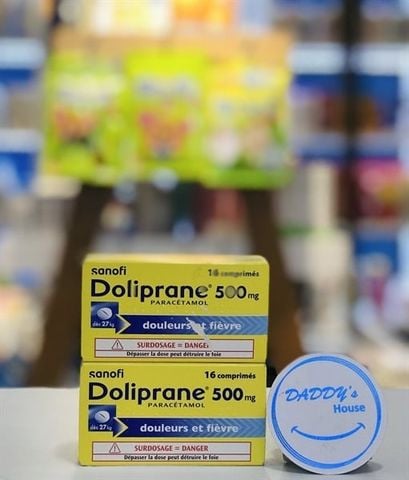 sanofi
16 comprimés
Doliprane® 500 mg
PARACÉTAMOL
dès 27 kg
douleurs et fièvre
SURDOSAGE = DANGER
Dépasser la dose peut détruire le foie
sanofi
16 comprimés
Doliprane® 500 mg
PARACÉTAMOL
dès 27 kg
douleurs et fièvre
SURDOSAGE = DANGER
Dépasser la dose peut détruire le foie
DADDY's
House